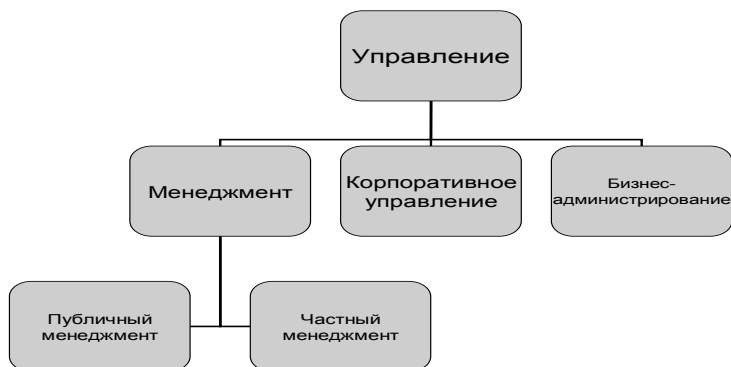 Управление
Менеджмент
Корпоративное
управление
Бизнес-
администрирование
Публичный
менеджмент
Частный
менеджмент